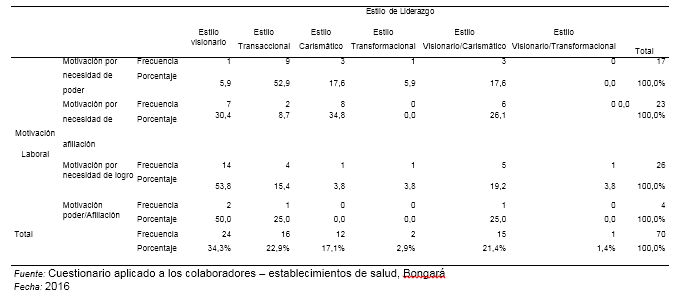 Estilo de Liderazgo
Estilo visionario Estilo Transaccional Estilo Carismático Estilo Transformacional Estilo Visionario/Carismático Estilo Visionario/Transformacional Total
Motivación por necesidad de poder Frecuencia 1 9 3 1 3 0 17
Porcentaje 5,9 52,9 17,6 5,9 17,6 0,0 100,0%
Motivación por Frecuencia 7 2 8 0 6 0 0,0 23
necesidad de Porcentaje 30,4 8,7 34,8 0,0 26,1 100,0%
Motivación
Laboral
afiliación
Motivación por Frecuencia 14 4 1 1 5 1 26
necesidad de logro Porcentaje 53,8 15,4 3,8 3,8 19,2 3,8 100,0%
Motivación Frecuencia 2 1 0 0 1 0 4
poder/Afiliación Porcentaje 50,0 25,0 0,0 0,0 25,0 0,0 100,0%
Total Frecuencia 24 16 12 2 15 1 70
Porcentaje 34,3% 22,9% 17,1% 2,9% 21,4% 1,4% 100,0%
Fuente: Cuestionario aplicado a los colaboradores – establecimientos de salud, Bongará
Fecha: 2016